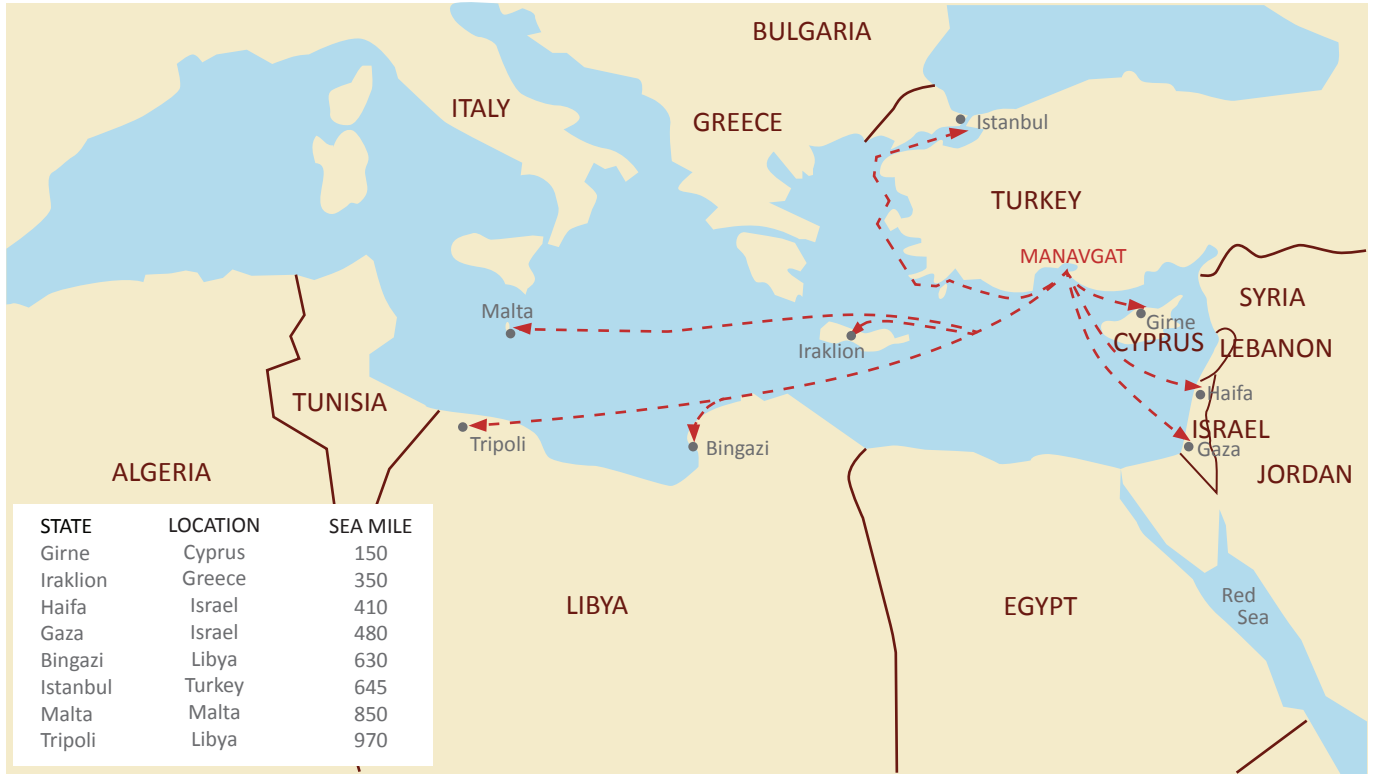 BULGARIA
ITALY
GREECE
Istanbul
TURKEY
MANAVGAT
SYRIA
Malta
Girne
CYPRUS
LEBANON
Iraklion
Haifa
TUNISIA
ISRAEL
Tripoli
Bingazi
Gaza
ALGERIA
JORDAN
LIBYA
EGYPT
Red
Sea
STATE LOCATION SEA MILE
Girne Cyprus 150
Iraklion Greece 350
Haifa Israel 410
Gaza Israel 480
Bingazi Libya 630
Istanbul Turkey 645
Malta Malta 850
Tripoli Libya 970